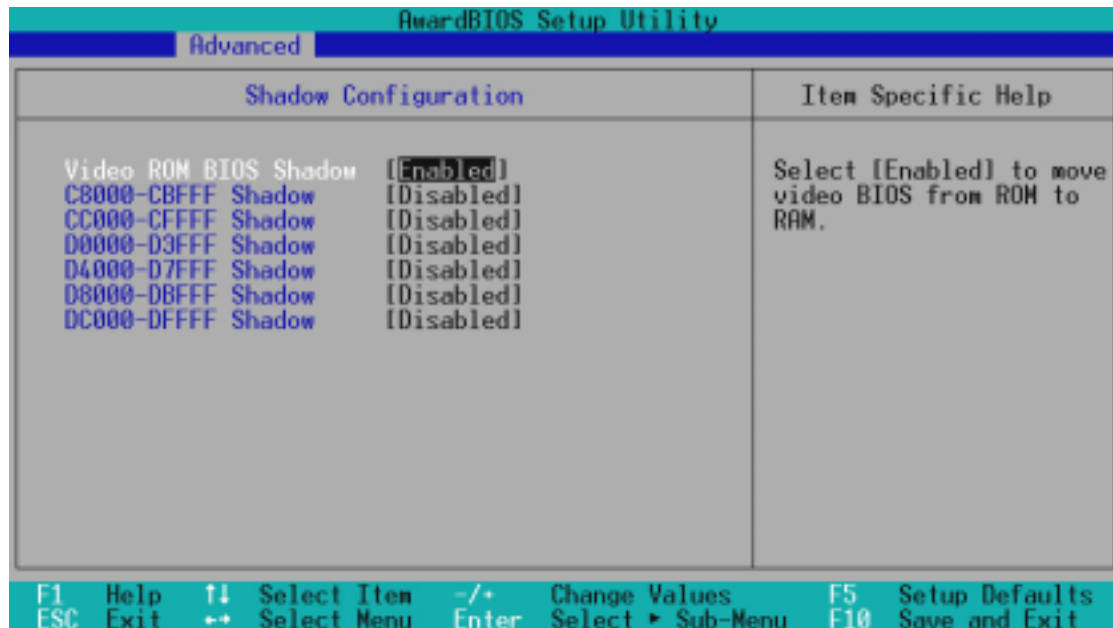 AwardBIOS Setup Utility
Advanced
Shadow Configuration
Item Specific Help
Video ROM BIOS Shadow [Enabled]
C8000-CBFFF Shadow [Disabled]
CC000-CFFFF Shadow [Disabled]
D0000-D3FFF Shadow [Disabled]
D4000-D7FFF Shadow [Disabled]
D8000-DBFFF Shadow [Disabled]
DC000-DFFFF Shadow [Disabled]
Select [Enabled] to move
video BIOS from ROM to
RAM.
F1 Help ↑↓ Select Item -/+ Change Values F5 Setup Defaults
ESC Exit ←→ Select Menu Enter Select ► Sub-Menu F10 Save and Exit